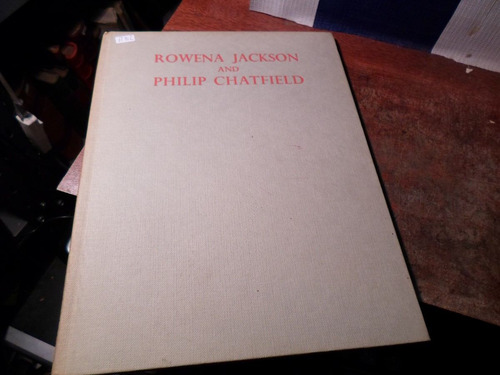 ROWENA JACKSON
AND
PHILIP CHATFIELD